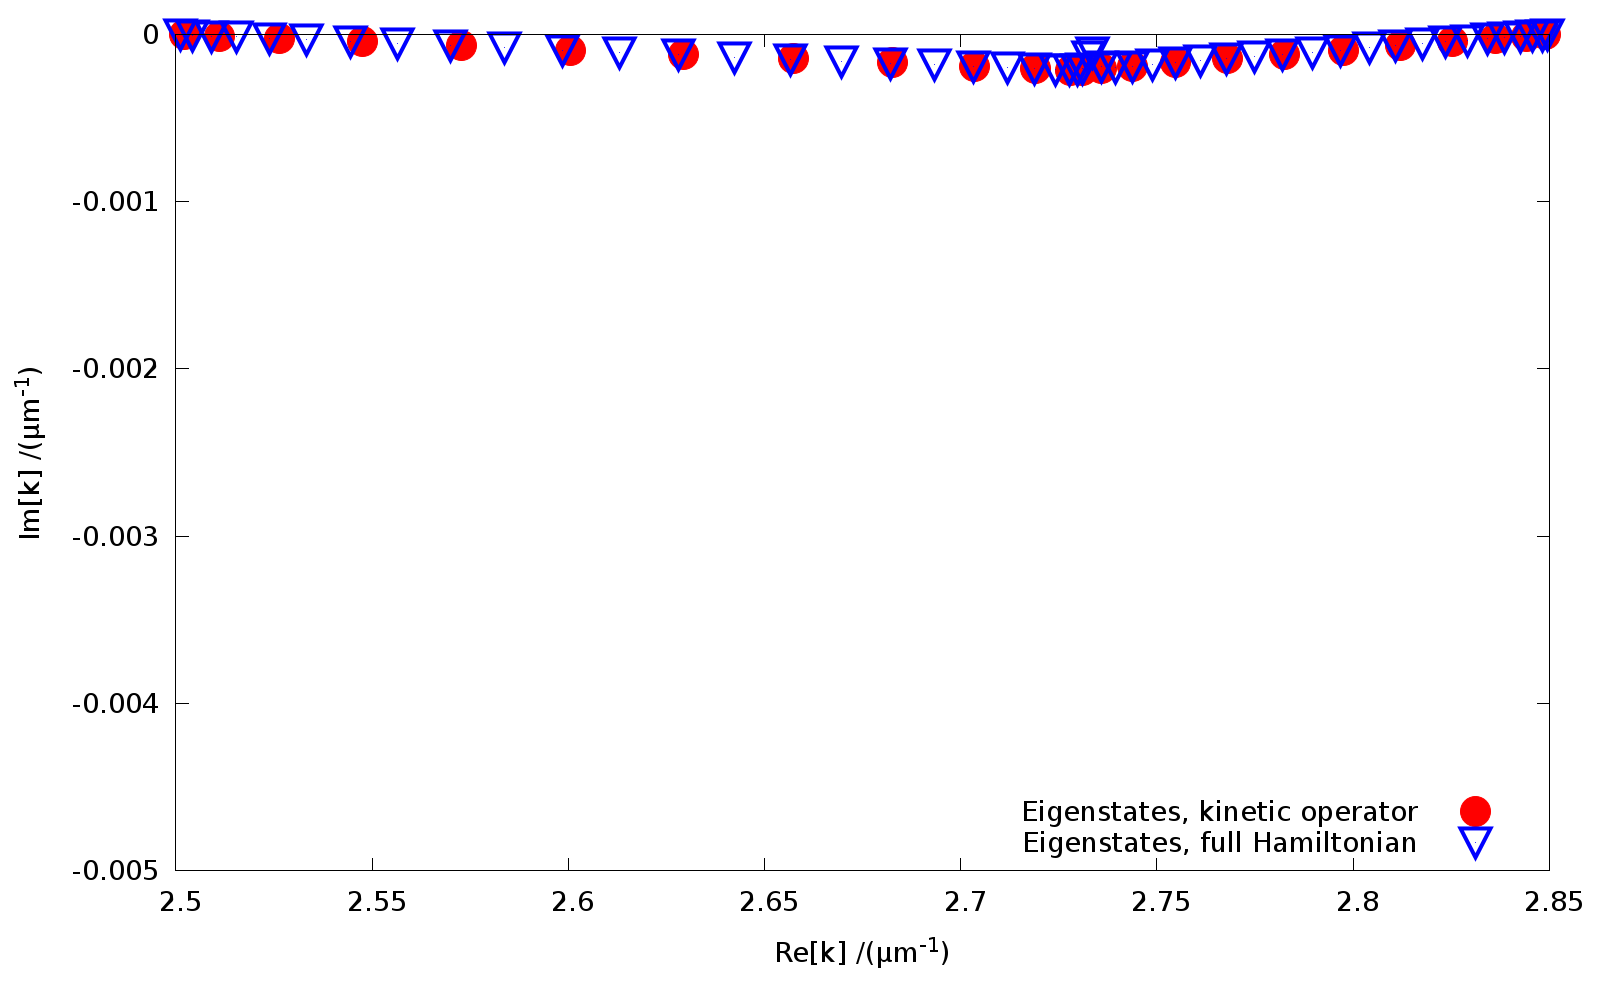 0
-0.001
-0.002
-0.003
-0.004
-0.005
2.5 2.55 2.6 2.65 2.7 2.75 2.8 2.85
Im[k] /(µm-1)
Re[k] /(µm-1)
Eigenstates, kinetic operator
Eigenstates, full Hamiltonian